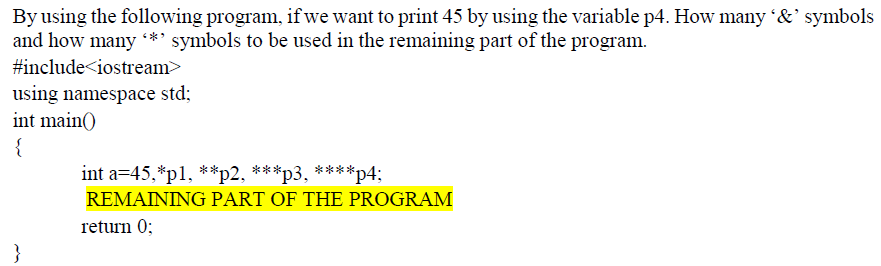 By using the following program, if we want to print 45 by using the variable p4. How many ‘&’ symbols
and how many ‘*’ symbols to be used in the remaining part of the program.
#include<iostream>
using namespace std;
int main()
{
int a=45,*p1, **p2, ***p3, ****p4;
REMAINING PART OF THE PROGRAM
return 0;
}